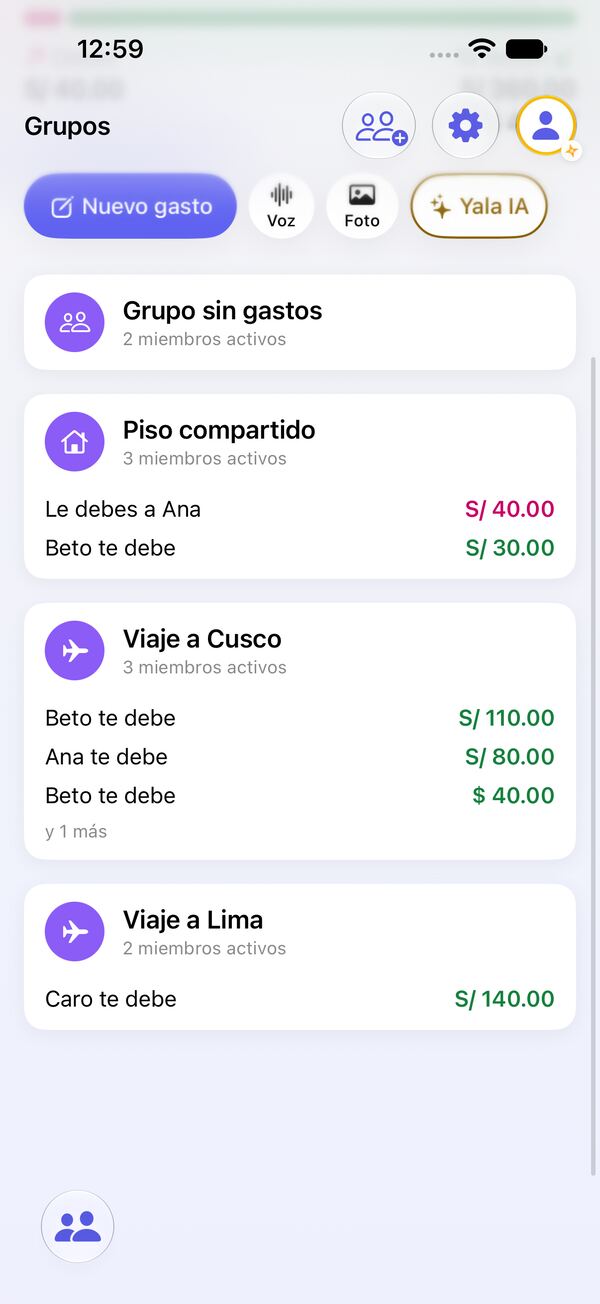 12:59
Grupos
Nuevo gasto
Voz
Foto
Yala IA
Grupo sin gastos
2 miembros activos
Piso compartido
3 miembros activos
Le debes a Ana S/ 40.00
Beto te debe S/ 30.00
Viaje a Cusco
3 miembros activos
Beto te debe S/ 110.00
Ana te debe S/ 80.00
Beto te debe $ 40.00
y 1 más
Viaje a Lima
2 miembros activos
Caro te debe S/ 140.00